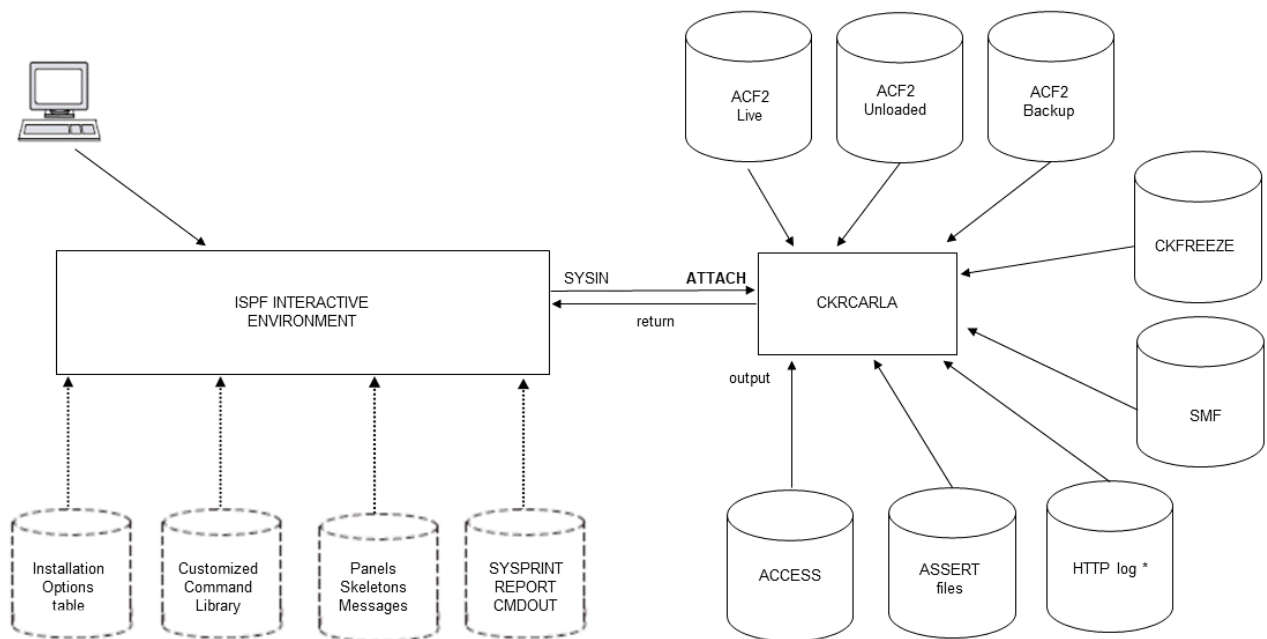 ACF2
Live
ACF2
Unloaded
ACF2
Backup
CKFREEZE
ISPF INTERACTIVE
ENVIRONMENT
SYSIN
ATTACH
return
CKRCARLA
output
SMF
Installation
Options
table
Customized
Command
Library
Panels
Skeletons
Messages
SYSPRINT
REPORT
CMDOUT
ACCESS
ASSERT
files
HTTP log *